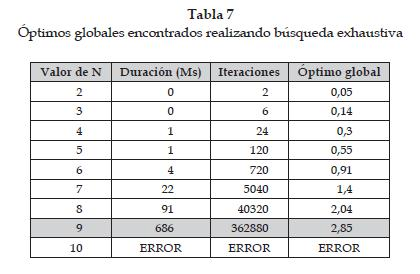 Tabla 7
Óptimos globales encontrados realizando búsqueda exhaustiva
Valor de N Duración (Ms) Iteraciones Óptimo global
2 0 2 0,05
3 0 6 0,14
4 1 24 0,3
5 1 120 0,55
6 4 720 0,91
7 22 5040 1,4
8 91 40320 2,04
9 686 362880 2,85
10 ERROR ERROR ERROR